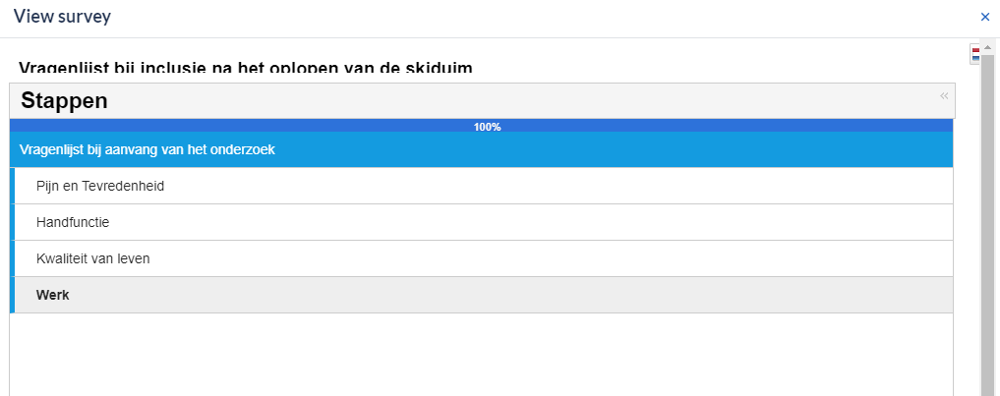 View survey
×
Vragenlijst bij inclusie na het oplopen van de skiduim
Stappen
«
100%
Vragenlijst bij aanvang van het onderzoek
Pijn en Tevredenheid
Handfunctie
Kwaliteit van leven
Werk